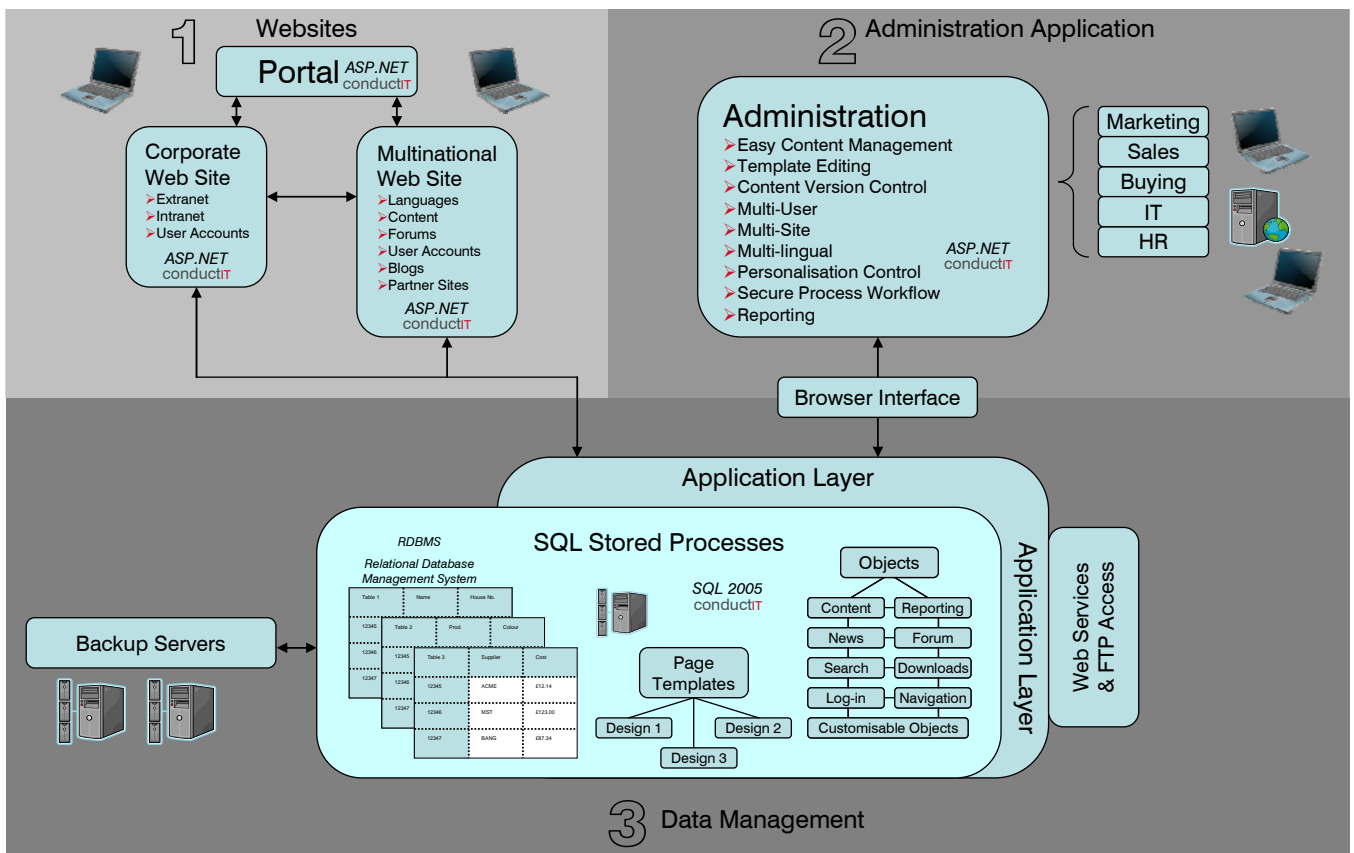 1 Websites
Portal ASP.NET
conductIT
Corporate
Web Site
➢Extranet
➢Intranet
➢User Accounts
ASP.NET
conductIT
Multinational
Web Site
➢Languages
➢Content
➢Forums
➢User Accounts
➢Blogs
➢Partner Sites
ASP.NET
conductIT
2 Administration Application
Administration
➢Easy Content Management
➢Template Editing
➢Content Version Control
➢Multi-User
➢Multi-Site
➢Multi-lingual
➢Personalisation Control
➢Secure Process Workflow
➢Reporting
ASP.NET
conductIT
Marketing
Sales
Buying
IT
HR
Browser Interface
Application Layer
Application Layer
Web Services
& FTP Access
SQL Stored Processes
RDBMS
Relational Database
Management System
Table 1 Name House No.
12345
12346
12347
Table 2 Prod. Colour
12345
12346
12347
Table 3 Supplier Cost
12345 ACME £12.14
12346 MST £123.00
12347 BANG £87.34
SQL 2005
conductIT
Page
Templates
Design 1
Design 2
Design 3
Objects
Content Reporting
News Forum
Search Downloads
Log-in Navigation
Customisable Objects
Backup Servers
3 Data Management